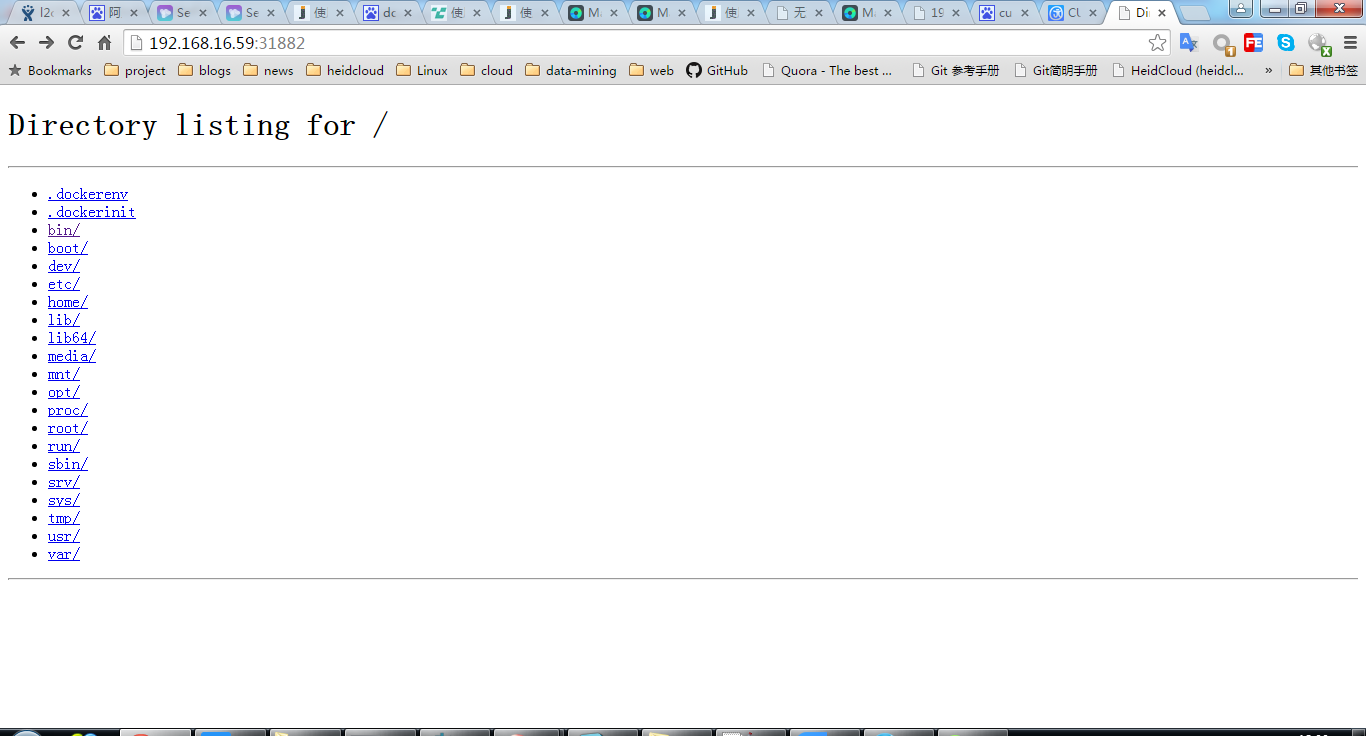 l2c 阿 Se Se 使 dc 使 使 Ma Ma 使 无 Ma 19 cu Cl Di
192.168.16.59:31882
Bookmarks project blogs news heidcloud Linux cloud data-mining web GitHub Quora - The best ... Git 参考手册 Git简明手册 HeidCloud (heidcl... » 其他书签
Directory listing for /
.dockerenv
.dockerinit
bin/
boot/
dev/
etc/
home/
lib/
lib64/
media/
mnt/
opt/
proc/
root/
run/
sbin/
srv/
sys/
tmp/
usr/
var/